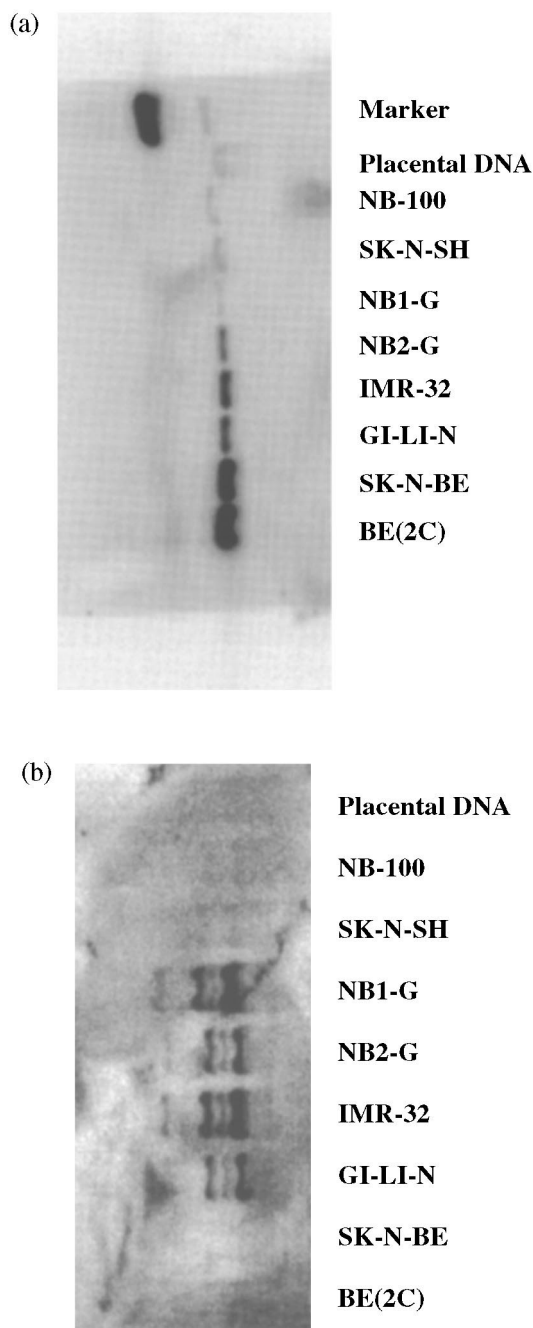 (a)
Marker
Placental DNA
NB-100
SK-N-SH
NB1-G
NB2-G
IMR-32
GI-LI-N
SK-N-BE
BE(2C)
(b)
Placental DNA
NB-100
SK-N-SH
NB1-G
NB2-G
IMR-32
GI-LI-N
SK-N-BE
BE(2C)